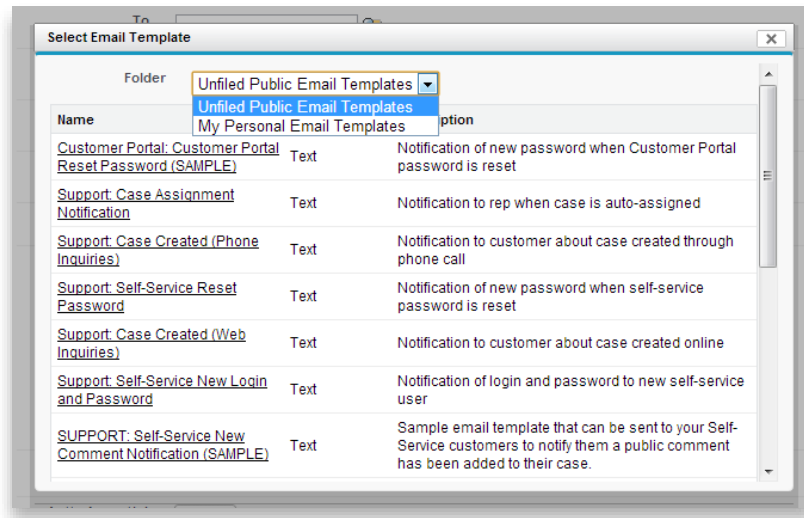 To
Select Email Template
Folder
Unfiled Public Email Templates
Unfiled Public Email Templates
My Personal Email Templates
Name
Customer Portal: Customer Portal
Reset Password (SAMPLE)
Text
Notification of new password when Customer Portal
password is reset
Support: Case Assignment
Notification
Text
Notification to rep when case is auto-assigned
Support: Case Created (Phone
Inquiries)
Text
Notification to customer about case created through
phone call
Support: Self-Service Reset
Password
Text
Notification of new password when self-service
password is reset
Support: Case Created (Web
Inquiries)
Text
Notification to customer about case created online
Support: Self-Service New Login
and Password
Text
Notification of login and password to new self-service
user
SUPPORT: Self-Service New
Comment Notification (SAMPLE)
Text
Sample email template that can be sent to your Self-
Service customers to notify them a public comment
has been added to their case.